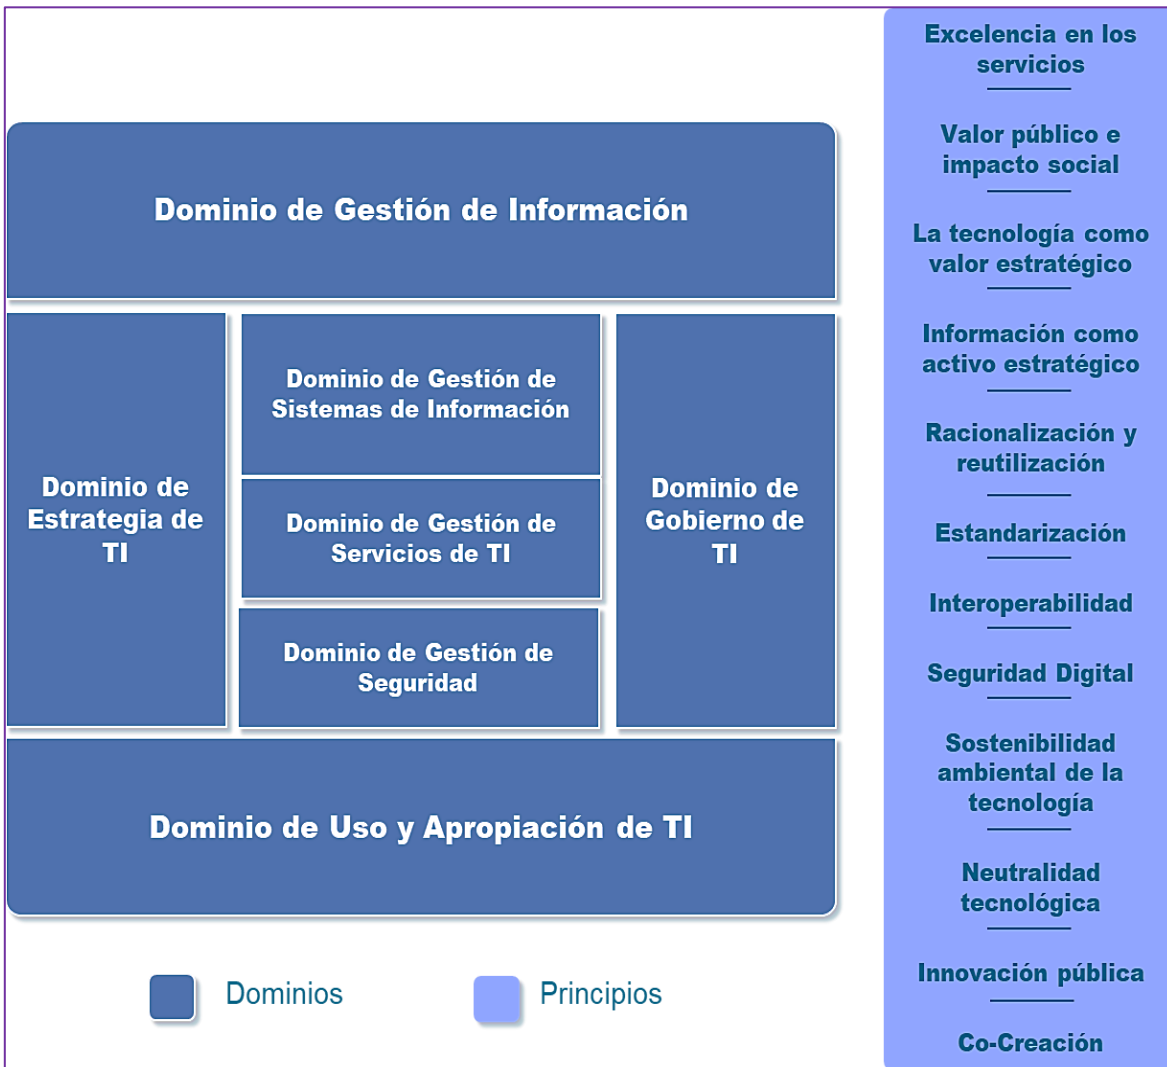 Dominio de Gestión de Información
Dominio de
Estrategia de
TI
Dominio de Gestión de
Sistemas de Información
Dominio de Gestión de
Servicios de TI
Dominio de Gestión de
Seguridad
Dominio de
Gobierno de
TI
Dominio de Uso y Apropiación de TI
Dominios
Principios
Excelencia en los
servicios
Valor público e
impacto social
La tecnología como
valor estratégico
Información como
activo estratégico
Racionalización y
reutilización
Estandarización
Interoperabilidad
Seguridad Digital
Sostenibilidad
ambiental de la
tecnología
Neutralidad
tecnológica
Innovación pública
Co-Creación